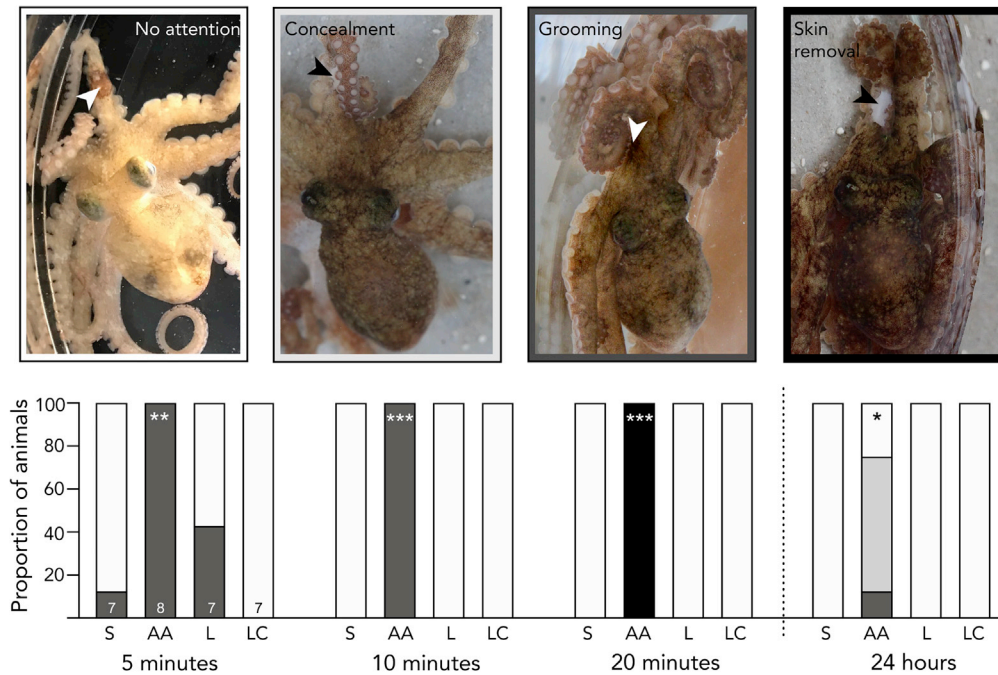 No attention
Concealment
Grooming
Skin
removal
Proportion of animals
100
80
60
40
20
** *** *** *
7 8 7 7
S AA L LC S AA L LC S AA L LC S AA L LC
5 minutes 10 minutes 20 minutes 24 hours